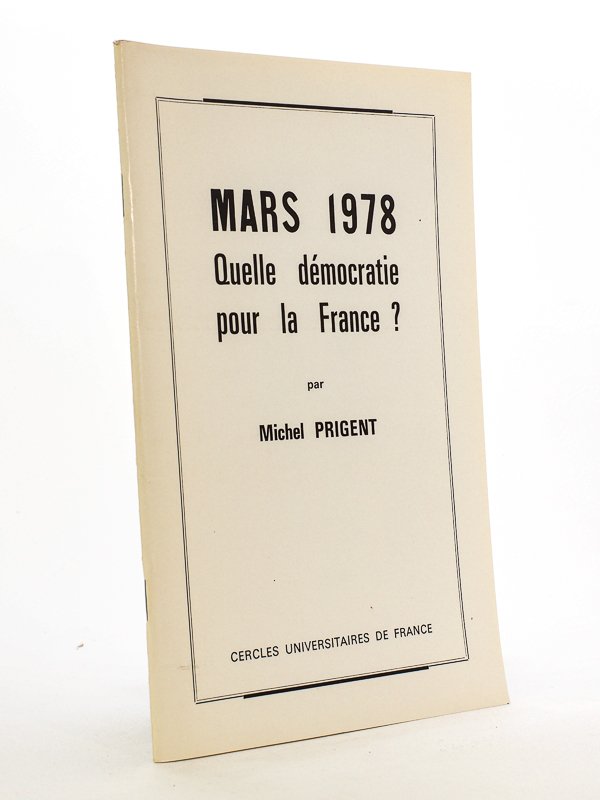 MARS 1978
Quelle démocratie
pour la France ?
par
Michel PRIGENT
CERCLES UNIVERSITAIRES DE FRANCE